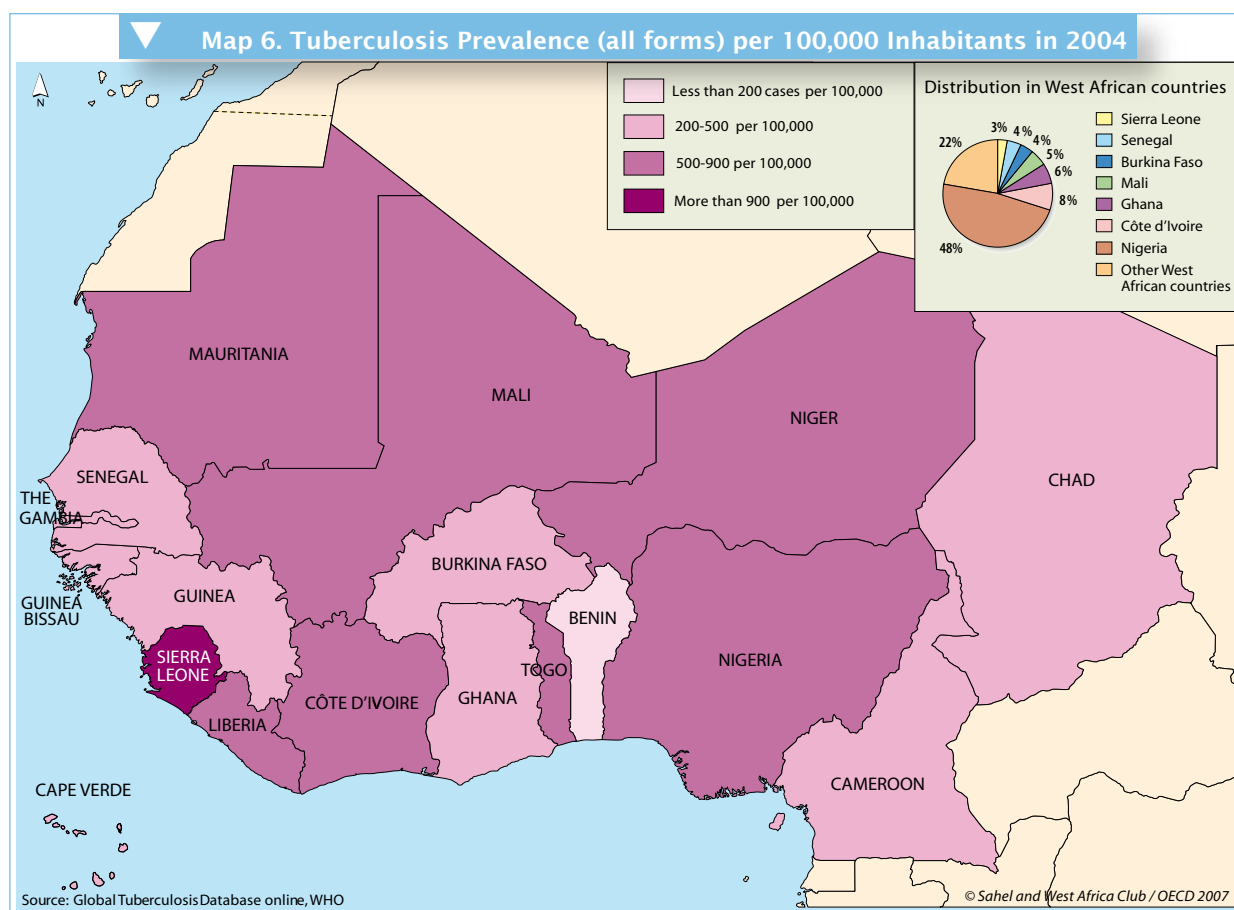 Map 6. Tuberculosis Prevalence (all forms) per 100,000 Inhabitants in 2004
N
Less than 200 cases per 100,000
200-500 per 100,000
500-900 per 100,000
More than 900 per 100,000
Distribution in West African countries
3%
4%
4%
5%
6%
8%
48%
22%
Sierra Leone
Senegal
Burkina Faso
Mali
Ghana
Côte d'Ivoire
Nigeria
Other West
African countries
MAURITANIA
MALI
NIGER
CHAD
SENEGAL
THE
GAMBIA
GUINEA
BISSAU
GUINEA
SIERRA
LEONE
LIBERIA
CÔTE D'IVOIRE
BURKINA FASO
GHANA
TOGO
BENIN
NIGERIA
CAMEROON
CAPE VERDE
Source: Global Tuberculosis Database online, WHO
© Sahel and West Africa Club / OECD 2007